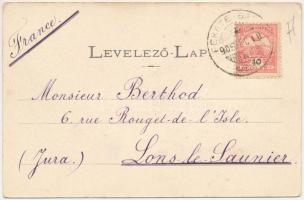 France.
LEVELEZŐ-LAP
10
Monsieur Berthod
6. rue Rouget-de-l'Isle.
(Jura.) Lons-le-Saunier.